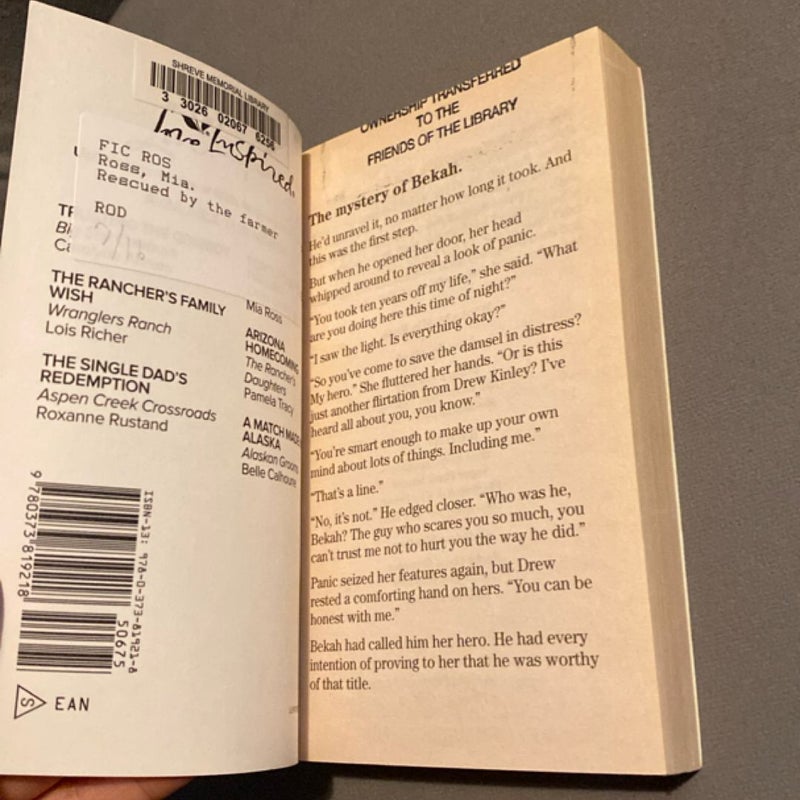 SHREVE MEMORIAL LIBRARY
3 3026 02067 6256
Love Inspired
FIC ROS
Ross, Mia.
Rescued by the farmer
ROD
7/16
THE RANCHER'S FAMILY
WISH
Wranglers Ranch
Lois Richer
THE SINGLE DAD'S
REDEMPTION
Aspen Creek Crossroads
Roxanne Rustand
Mia Ross
ARIZONA
HOMECOMING
The Rancher's
Daughters
Pamela Tracy
A MATCH MADE
ALASKA
Alaskan Grooms
Belle Calhoune
9 780373 819218
ISBN-13: 978-0-373-81921-8
50675
S EAN
OWNERSHIP TRANSFERRED
TO THE
FRIENDS OF THE LIBRARY
The mystery of Bekah.
He'd unravel it, no matter how long it took. And
this was the first step.
But when he opened her door, her head
whipped around to reveal a look of panic.
“You took ten years off my life,” she said. “What
are you doing here this time of night?”
“I saw the light. Is everything okay?”
“So you've come to save the damsel in distress?
My hero.” She fluttered her hands. “Or is this
just another flirtation from Drew Kinley? I've
heard all about you, you know.”
“You're smart enough to make up your own
mind about lots of things. Including me.”
“That's a line.”
“No, it's not.” He edged closer. “Who was he,
Bekah? The guy who scares you so much, you
can't trust me not to hurt you the way he did.”
Panic seized her features again, but Drew
rested a comforting hand on hers. “You can be
honest with me.”
Bekah had called him her hero. He had every
intention of proving to her that he was worthy
of that title.